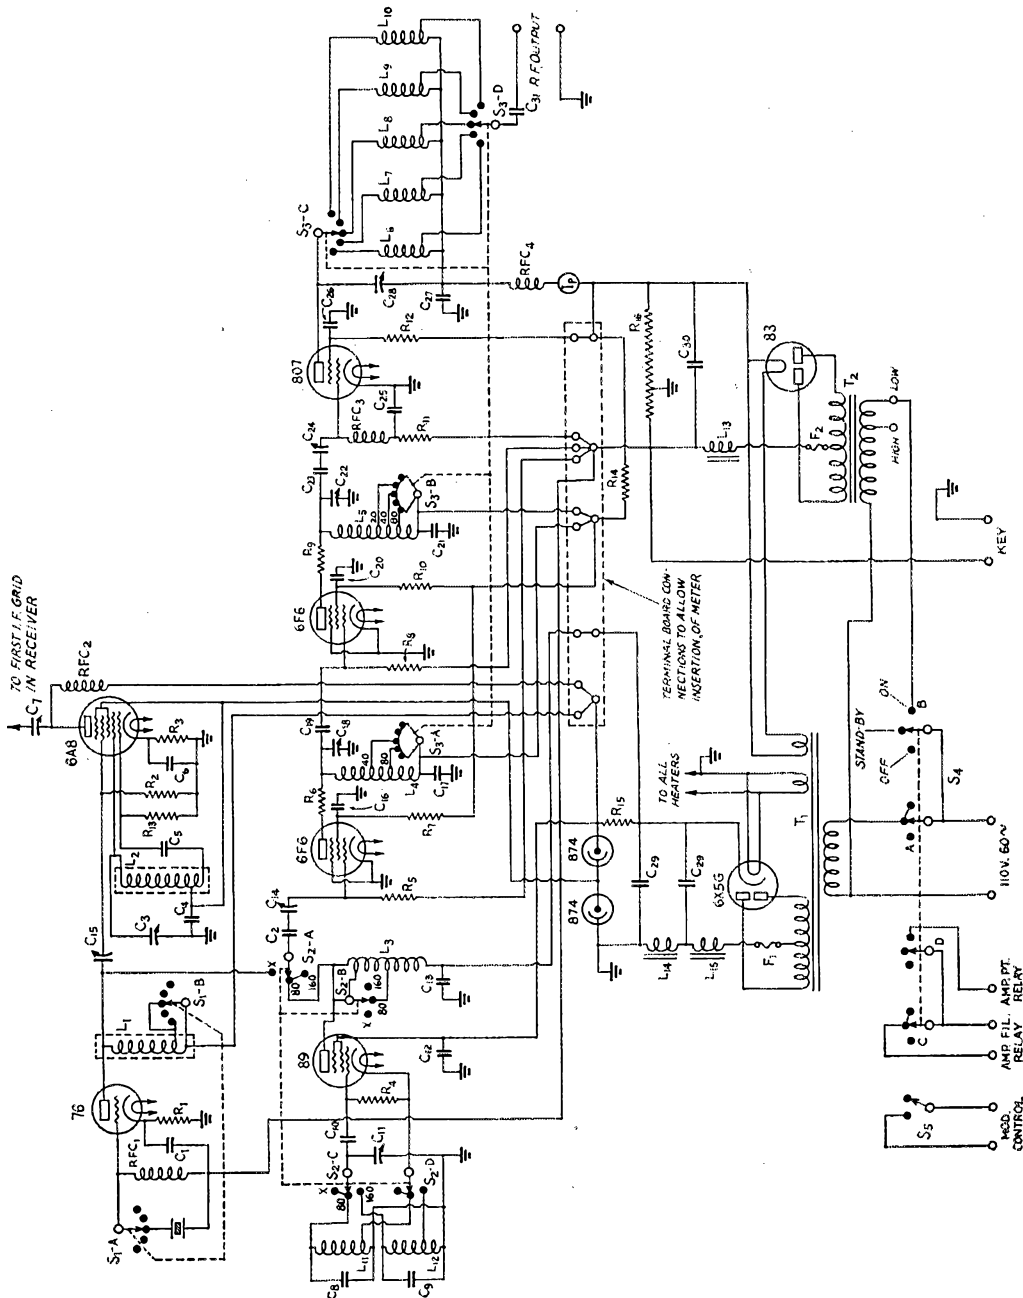 L10
L9
L8
L7
L6
S3-C
S3-D
C31 R.F. OUTPUT
C26
C28
C27
RFC4
Ip
807
R12
C25
RFC3
R11
C24
C23
C22
L5
20
40
80
S3-B
C21
R9
C20
R10
6F6
R8
C19
C18
40
80
S3-A
L4
C17
R6
C16
R7
6F6
R5
C14
C2
S2-A
80
160
X
L3
S2-B
160
80
X
C13
89
C12
R4
C10
C11
S2-C
X
80
160
S2-D
L11
L12
C8
C9
TO FIRST I.F. GRID
IN RECEIVER
C7
RFC2
6A8
R3
C6
R2
R13
C5
L2
C4
C3
C15
L1
S1-B
76
R1
C1
RFC1
S1-A
R16
C30
L13
R14
TERMINAL BOARD CON-
NECTIONS TO ALLOW
INSERTION OF METER
83
F2
T2
LOW
HIGH
KEY
TO ALL
HEATERS
R15
874
874
C29
C29
L14
L15
6X5G
F1
T1
STAND-BY
ON
OFF
B
A
S4
110V. 60~
D
C
AMP. PT.
RELAY
AMP. FIL.
RELAY
S5
MOD.
CONTROL